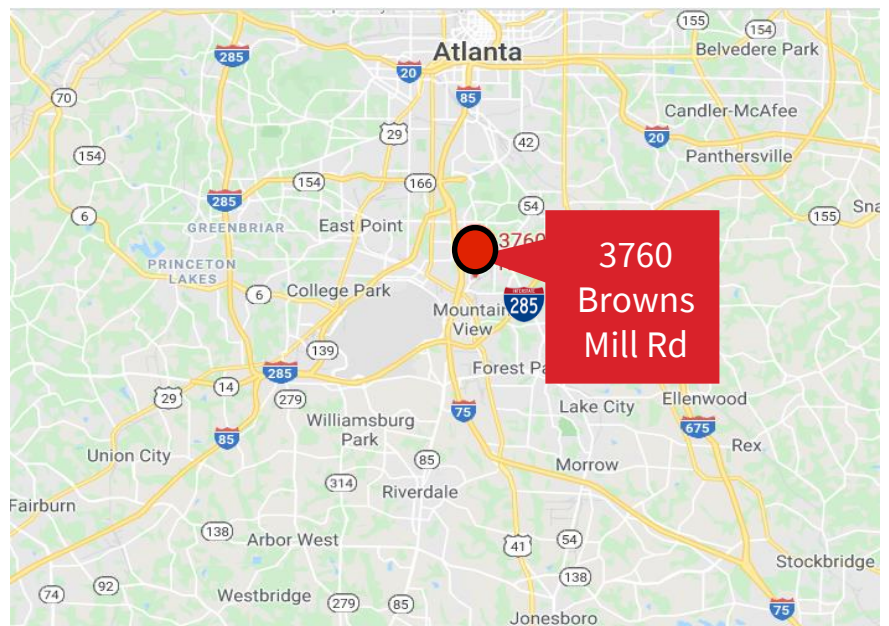 155
154
285
Atlanta
Belvedere Park
20
70
85
Candler-McAfee
29
42
20
154
Panthersville
154
166
285
54
6
GREENBRIAR
East Point
155
Sna
3760
PRINCETON
LAKES
3760
Browns
Mill Rd
6
College Park
Mountain
View
INTERSTATE
285
139
285
Forest Pa
14
29
279
75
Lake City
Ellenwood
Williamsburg
Park
85
675
Union City
Rex
85
Morrow
314
Riverdale
Fairburn
138
Arbor West
41
54
Stockbridge
138
74
92
Westbridge
279
85
75
Jonesboro